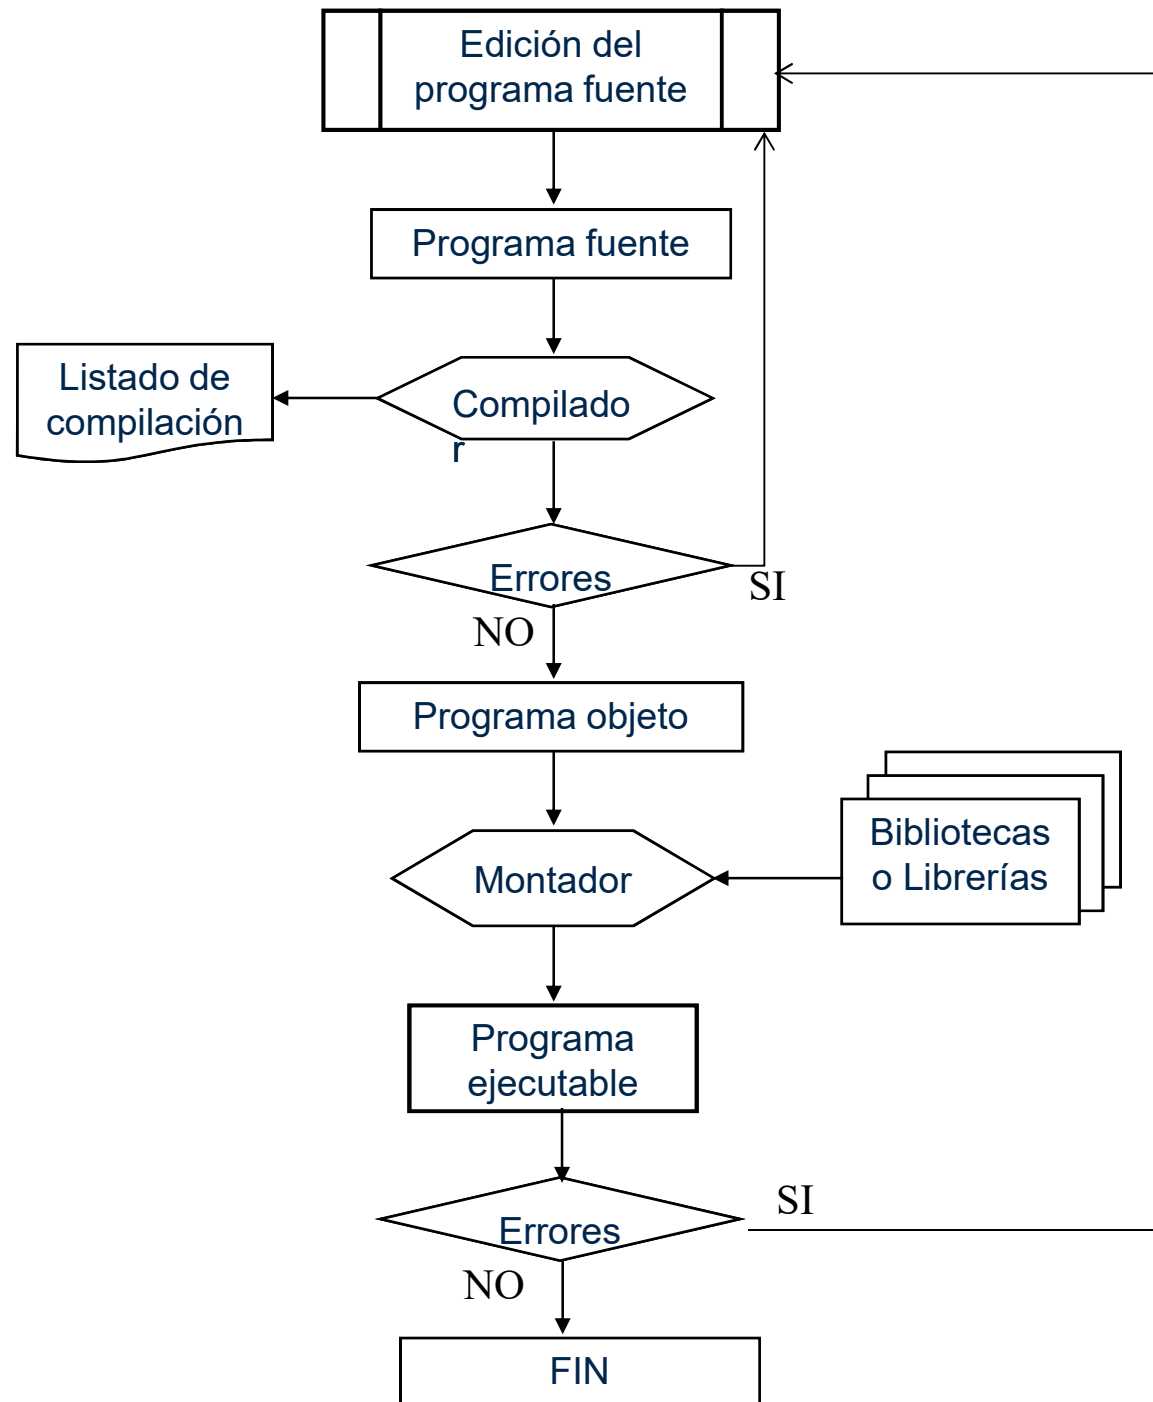 Edición del
programa fuente
Programa fuente
Listado de
compilación
Compilado
r
Errores
SI
NO
Programa objeto
Bibliotecas
o Librerías
Montador
Programa
ejecutable
SI
Errores
NO
FIN